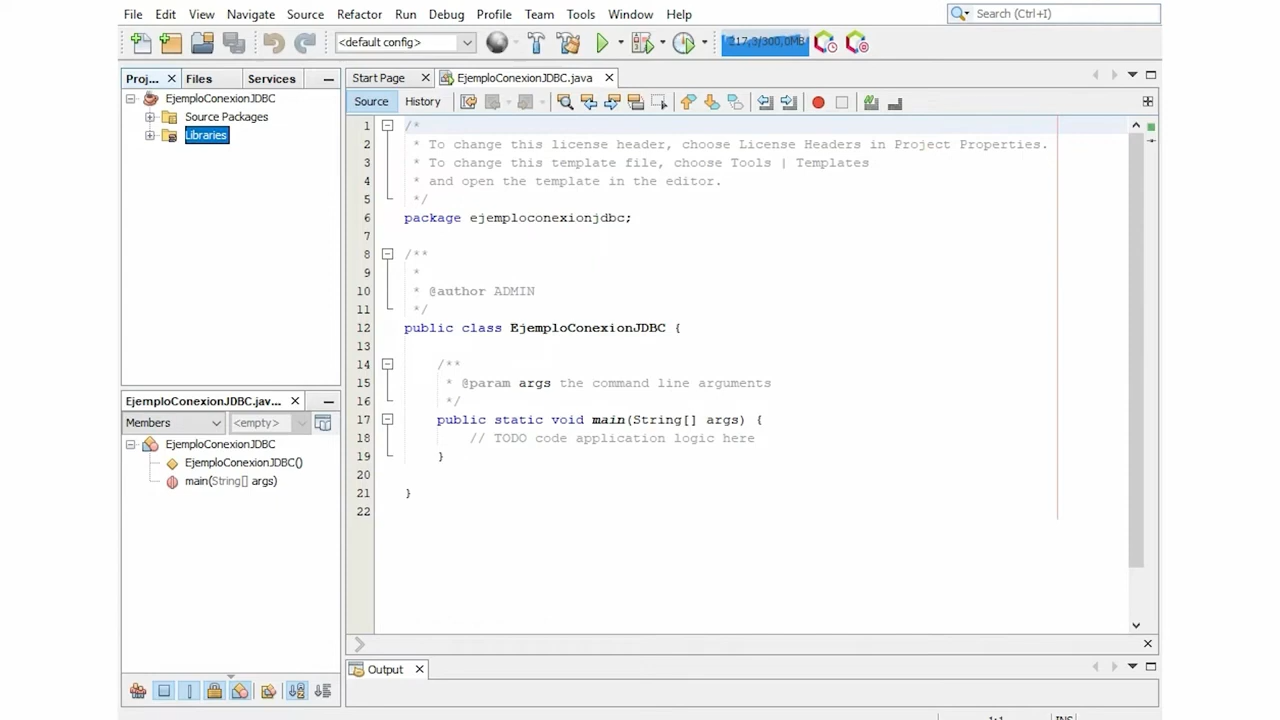 File Edit View Navigate Source Refactor Run Debug Profile Team Tools Window Help
Search (Ctrl+I)
<default config>
217,3/300,0MB
Proj... Files Services
EjemploConexionJDBC
Source Packages
Libraries
EjemploConexionJDBC.jav...
Members <empty>
EjemploConexionJDBC
EjemploConexionJDBC()
main(String[] args)
Start Page EjemploConexionJDBC.java
Source History
1 /*
2 * To change this license header, choose License Headers in Project Properties.
3 * To change this template file, choose Tools | Templates
4 * and open the template in the editor.
5 */
6 package ejemploconexionjdbc;
7
8 /**
9 *
10 * @author ADMIN
11 */
12 public class EjemploConexionJDBC {
13
14 /**
15 * @param args the command line arguments
16 */
17 public static void main(String[] args) {
18 // TODO code application logic here
19 }
20
21 }
22
Output